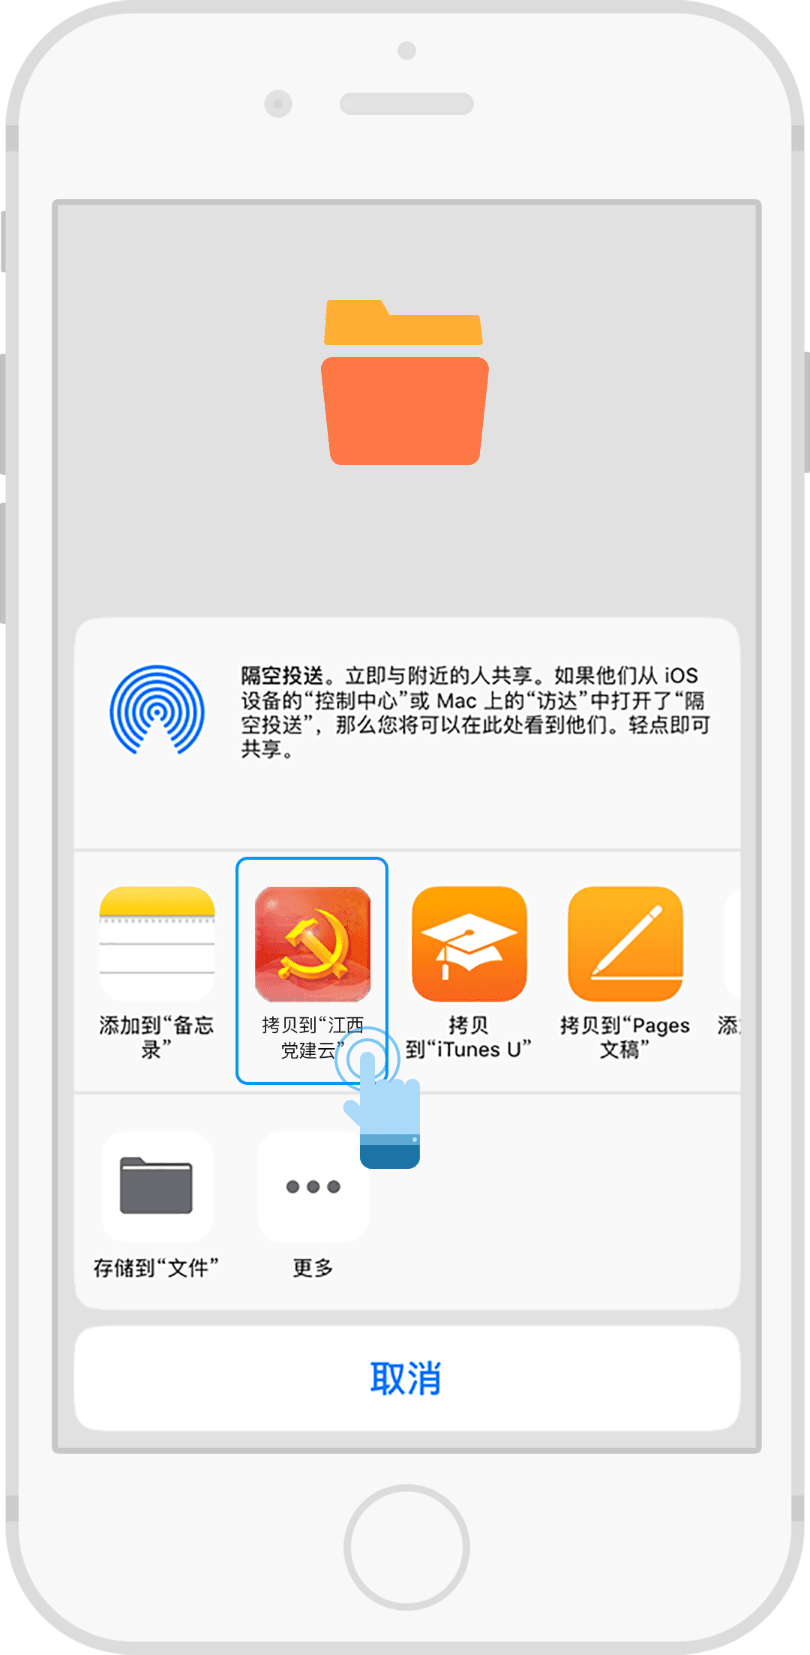 隔空投送。立即与附近的人共享。如果他们从 iOS
设备的“控制中心”或 Mac 上的“访达”中打开了“隔
空投送”，那么您将可以在此处看到他们。轻点即可
共享。
添加到“备忘
录”
拷贝到“江西
党建云”
拷贝
到“iTunes U”
拷贝到“Pages
文稿”
添
存储到“文件”
更多
取消